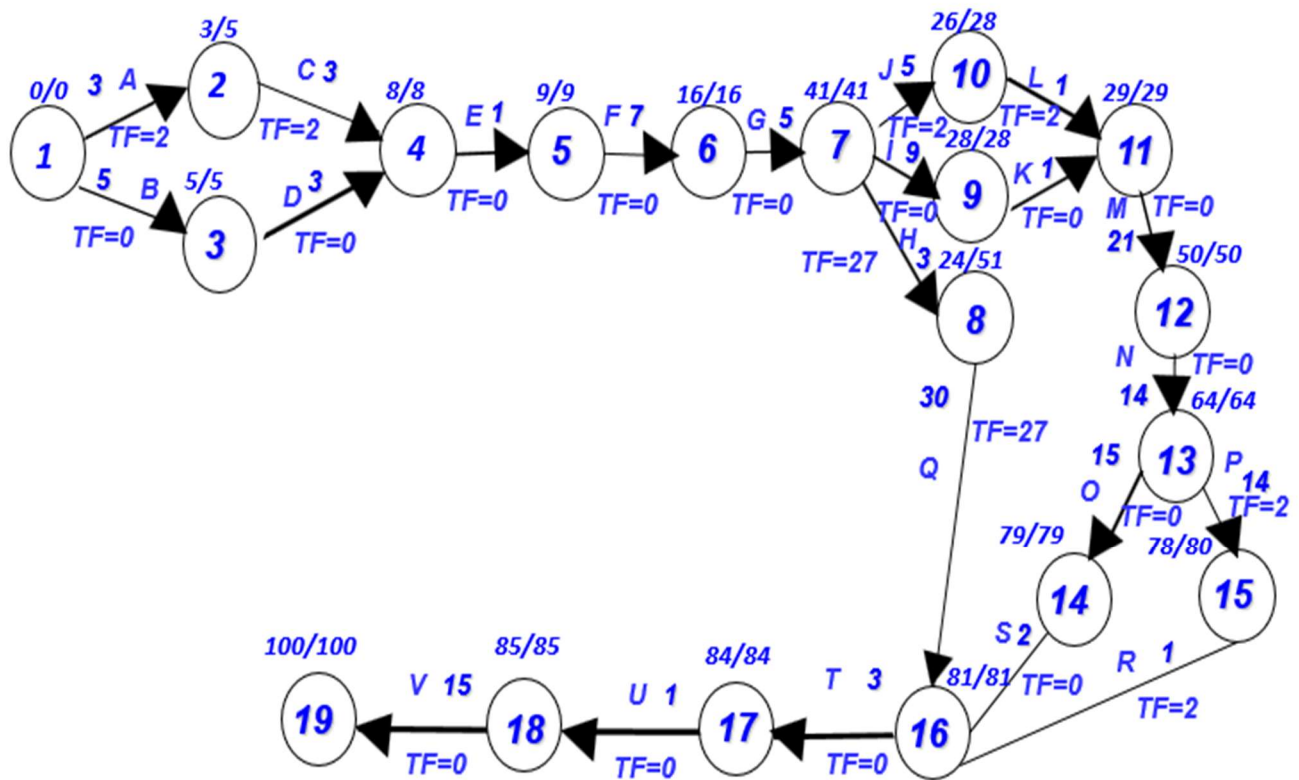 3/5
26/28
0/0
3 A
2
C 3
8/8
9/9
16/16
41/41
J 5
10
L 1
29/29
1
TF=2
TF=2
4
E 1
5
F 7
6
G 5
7
TF=2
TF=2
11
5 B
5/5
D 3
TF=0
TF=0
TF=0
I 9
28/28
9
K 1
TF=0
TF=0
3
TF=0
TF=0
TF=0
M
21
TF=0
H
3
TF=27
24/51
8
50/50
12
N
14
TF=0
30
TF=27
Q
64/64
13
15
O
TF=0
P
14
TF=2
79/79
78/80
14
15
S 2
TF=0
R 1
TF=2
100/100
85/85
84/84
81/81
19
V 15
TF=0
18
U 1
TF=0
17
T 3
TF=0
16